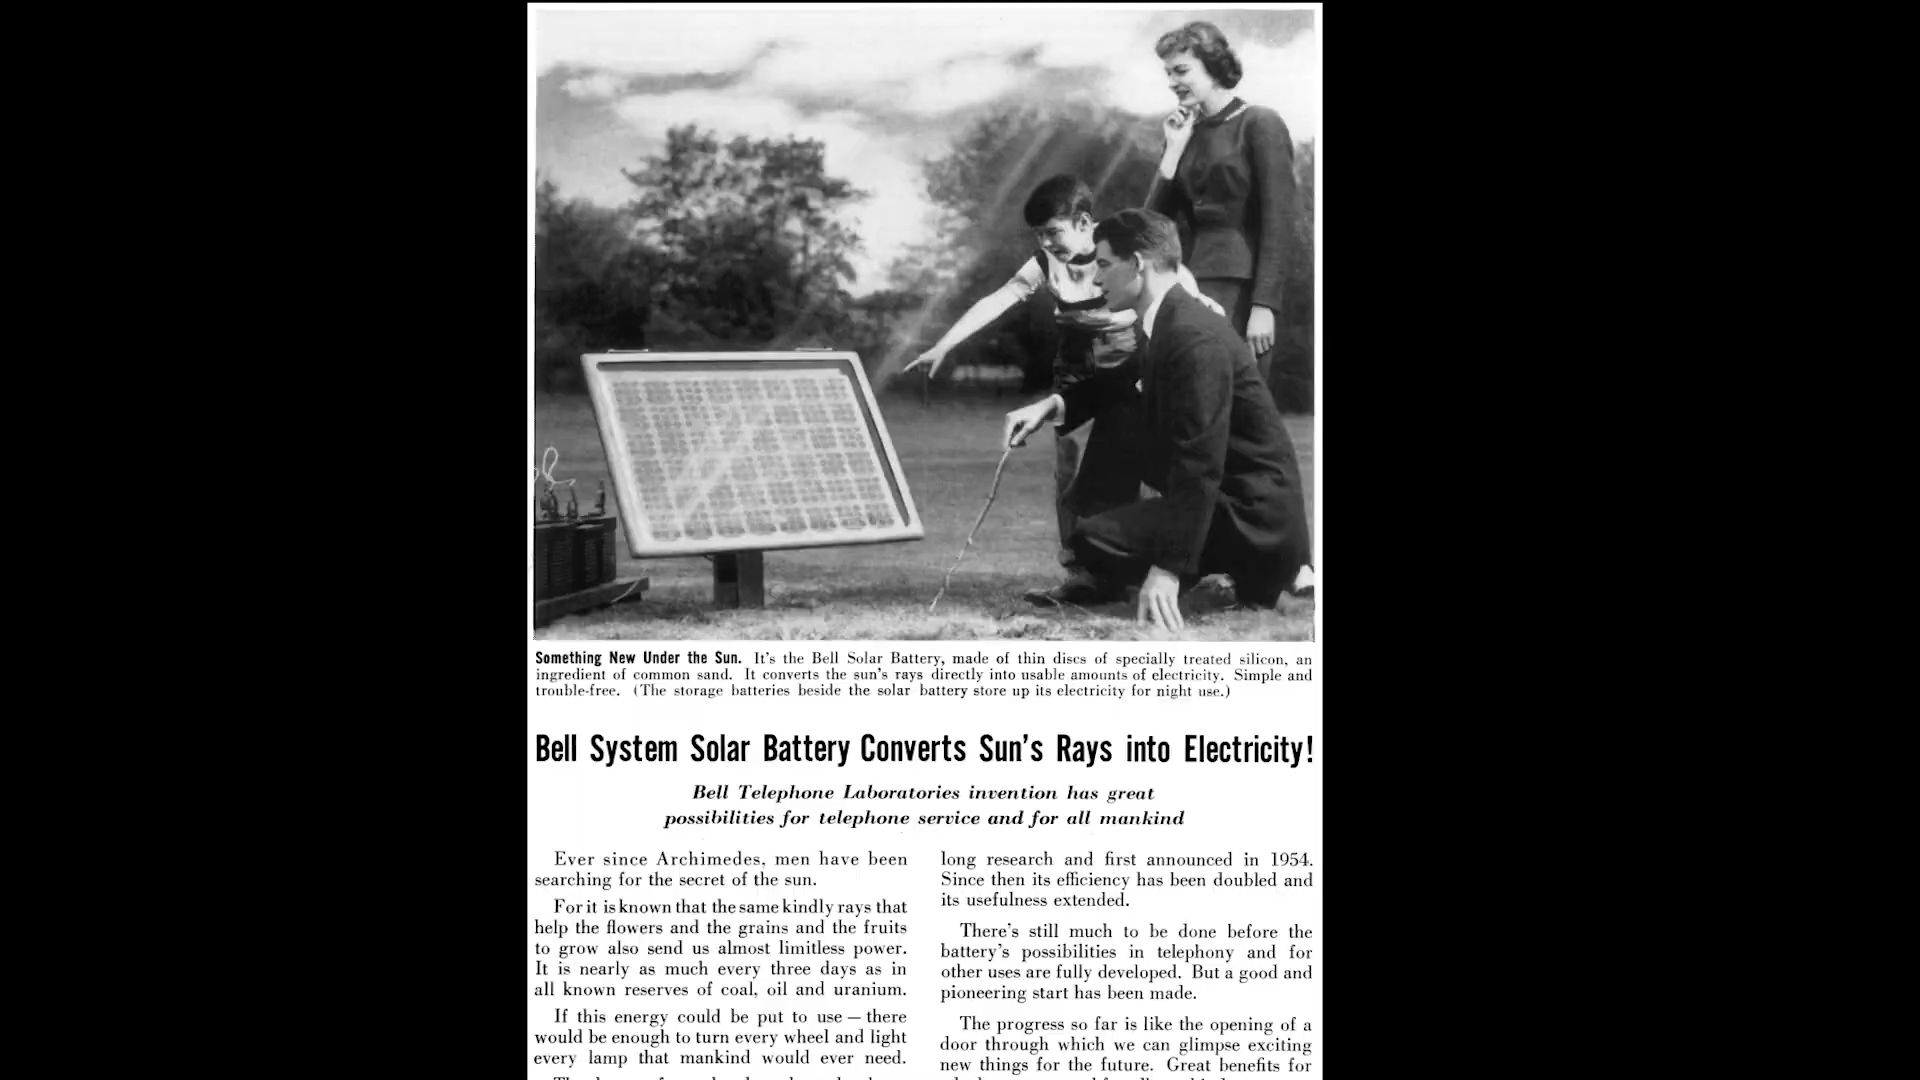 Something New Under the Sun. It's the Bell Solar Battery, made of thin discs of specially treated silicon, an
ingredient of common sand. It converts the sun's rays directly into usable amounts of electricity. Simple and
trouble-free. (The storage batteries beside the solar battery store up its electricity for night use.)
Bell System Solar Battery Converts Sun's Rays into Electricity!
Bell Telephone Laboratories invention has great
possibilities for telephone service and for all mankind
Ever since Archimedes, men have been
searching for the secret of the sun.
For it is known that the same kindly rays that
help the flowers and the grains and the fruits
to grow also send us almost limitless power.
It is nearly as much every three days as in
all known reserves of coal, oil and uranium.
If this energy could be put to use — there
would be enough to turn every wheel and light
every lamp that mankind would ever need.
long research and first announced in 1954.
Since then its efficiency has been doubled and
its usefulness extended.
There's still much to be done before the
battery's possibilities in telephony and for
other uses are fully developed. But a good and
pioneering start has been made.
The progress so far is like the opening of a
door through which we can glimpse exciting
new things for the future. Great benefits for